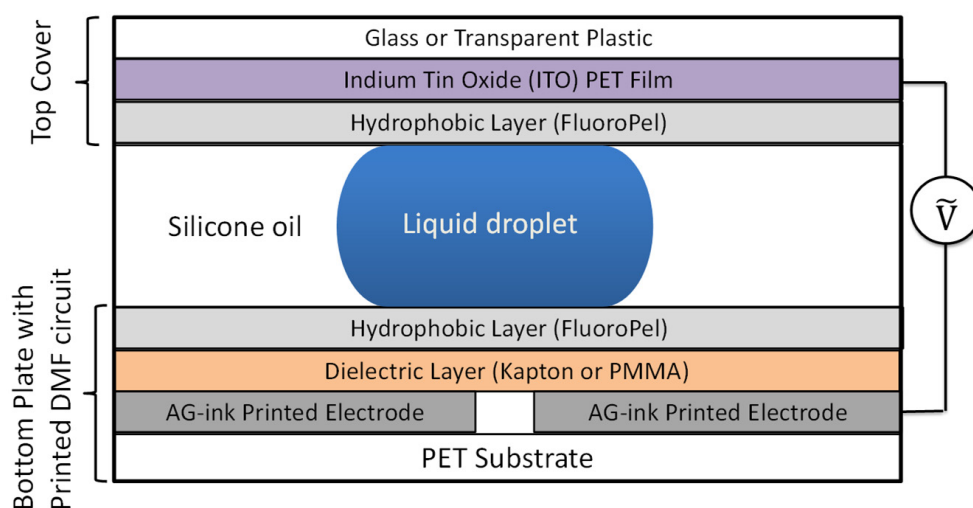 Top Cover
Glass or Transparent Plastic
Indium Tin Oxide (ITO) PET Film
Hydrophobic Layer (FluoroPel)
Silicone oil
Liquid droplet
Ṽ
Bottom Plate with
Printed DMF circuit
Hydrophobic Layer (FluoroPel)
Dielectric Layer (Kapton or PMMA)
AG-ink Printed Electrode
AG-ink Printed Electrode
PET Substrate